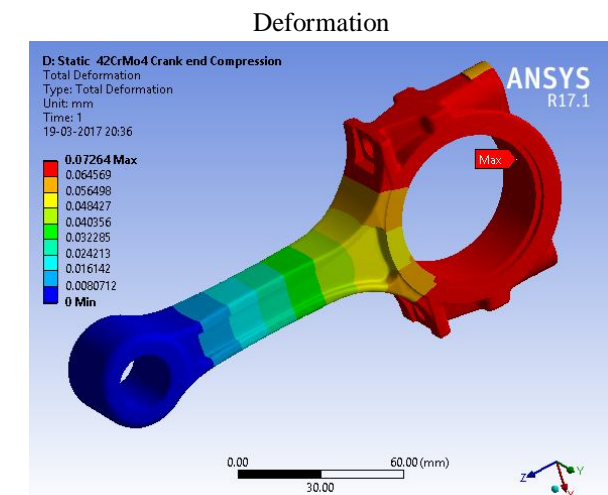 Deformation
D: Static 42CrMo4 Crank end Compression
Total Deformation
Type: Total Deformation
Unit: mm
Time: 1
19-03-2017 20:36
ANSYS
R17.1
0.07264 Max
0.064569
0.056498
0.048427
0.040356
0.032285
0.024213
0.016142
0.0080712
0 Min
Max
0.00
60.00 (mm)
30.00
Z
Y
X